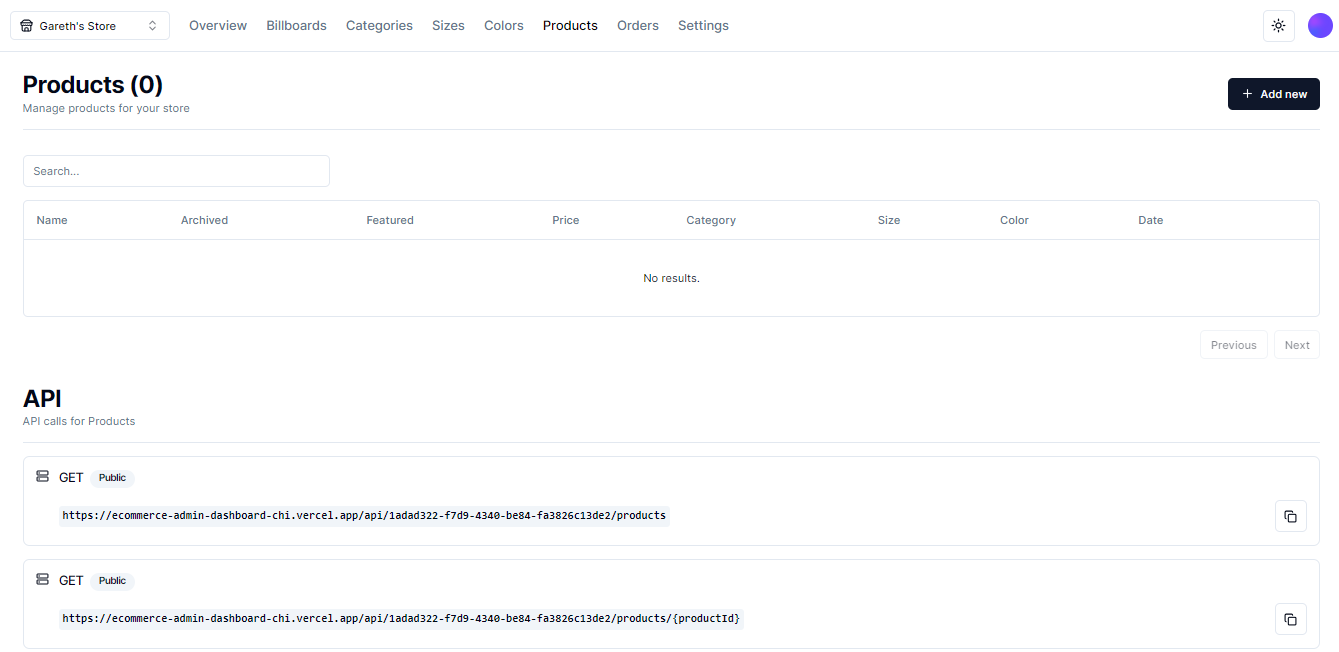 Gareth's Store Overview Billboards Categories Sizes Colors Products Orders Settings
Products (0)
Manage products for your store
+ Add new
Search...
Name Archived Featured Price Category Size Color Date
No results.
Previous Next
API
API calls for Products
GET Public
https://ecommerce-admin-dashboard-chi.vercel.app/api/1adad322-f7d9-4340-be84-fa3826c13de2/products
GET Public
https://ecommerce-admin-dashboard-chi.vercel.app/api/1adad322-f7d9-4340-be84-fa3826c13de2/products/{productId}